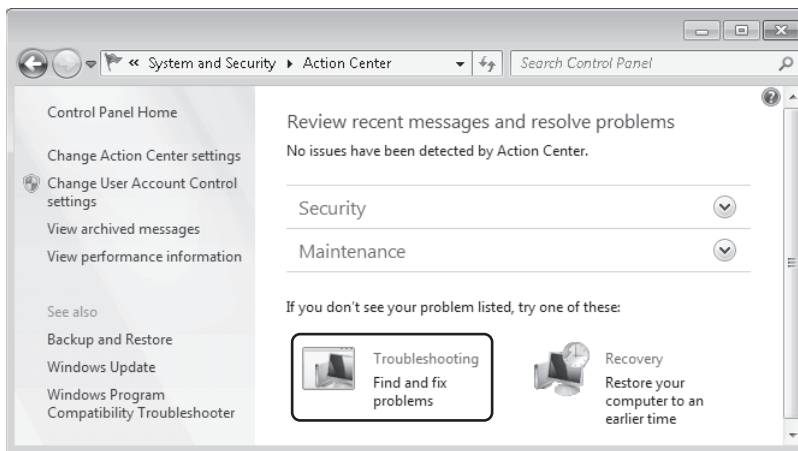 « System and Security ▸ Action Center
Search Control Panel
Control Panel Home
Change Action Center settings
Change User Account Control
settings
View archived messages
View performance information
See also
Backup and Restore
Windows Update
Windows Program
Compatibility Troubleshooter
Review recent messages and resolve problems
No issues have been detected by Action Center.
Security
Maintenance
If you don't see your problem listed, try one of these:
Troubleshooting
Find and fix
problems
Recovery
Restore your
computer to an
earlier time